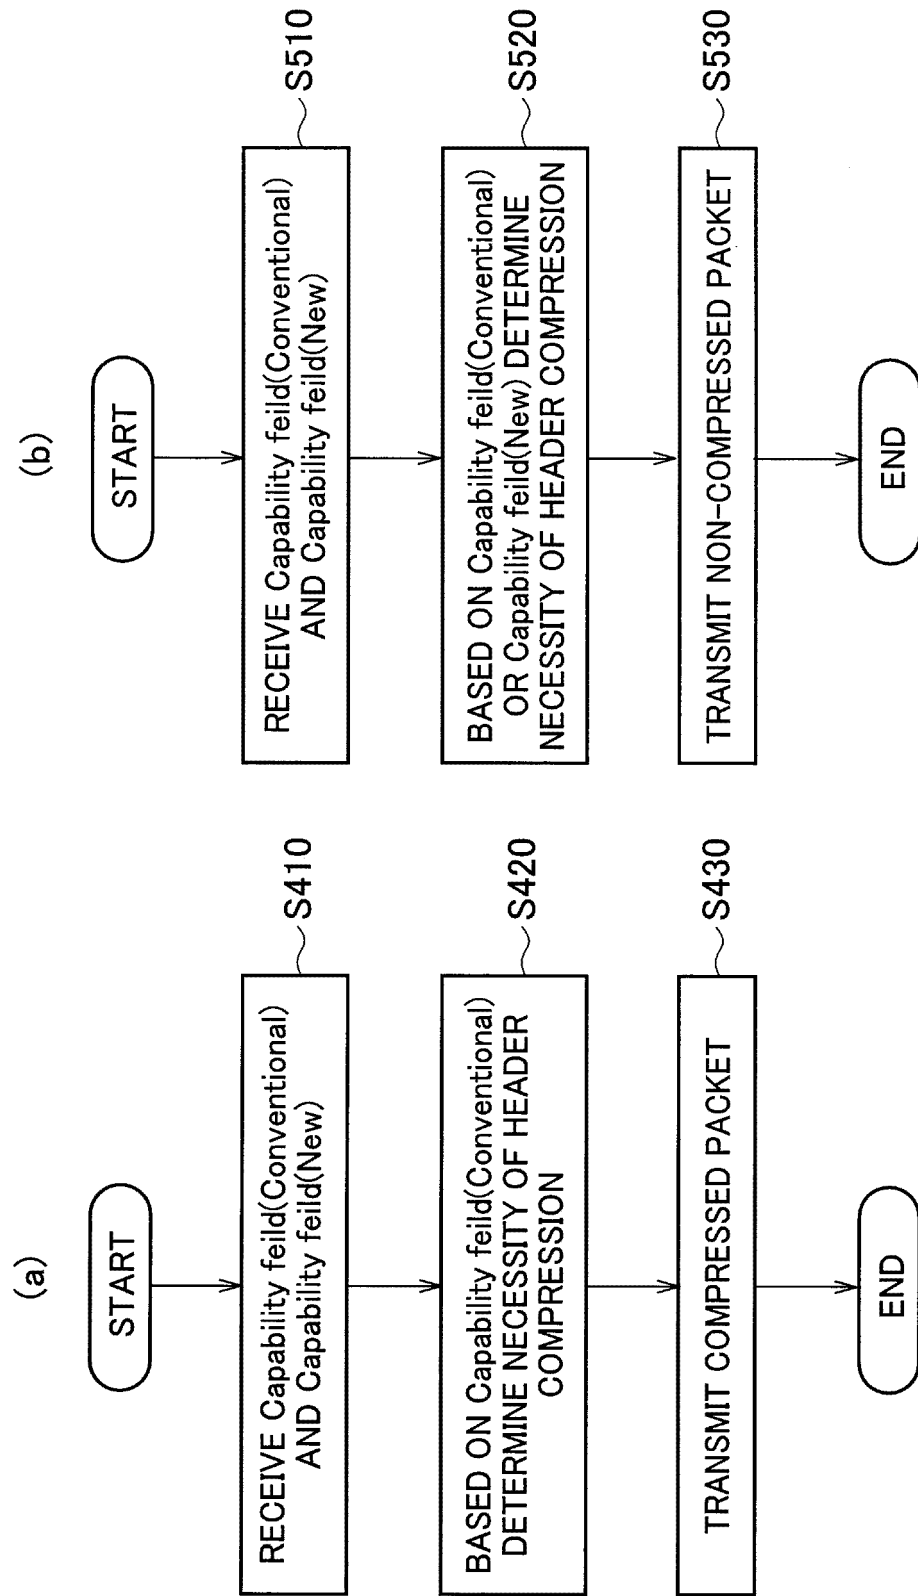 (a)
START
RECEIVE Capability feild(Conventional)
AND Capability feild(New)
S410
BASED ON Capability feild(Conventional)
DETERMINE NECESSITY OF HEADER
COMPRESSION
S420
TRANSMIT COMPRESSED PACKET
S430
END
(b)
START
RECEIVE Capability feild(Conventional)
AND Capability feild(New)
S510
BASED ON Capability feild(Conventional)
OR Capability feild(New) DETERMINE
NECESSITY OF HEADER COMPRESSION
S520
TRANSMIT NON-COMPRESSED PACKET
S530
END